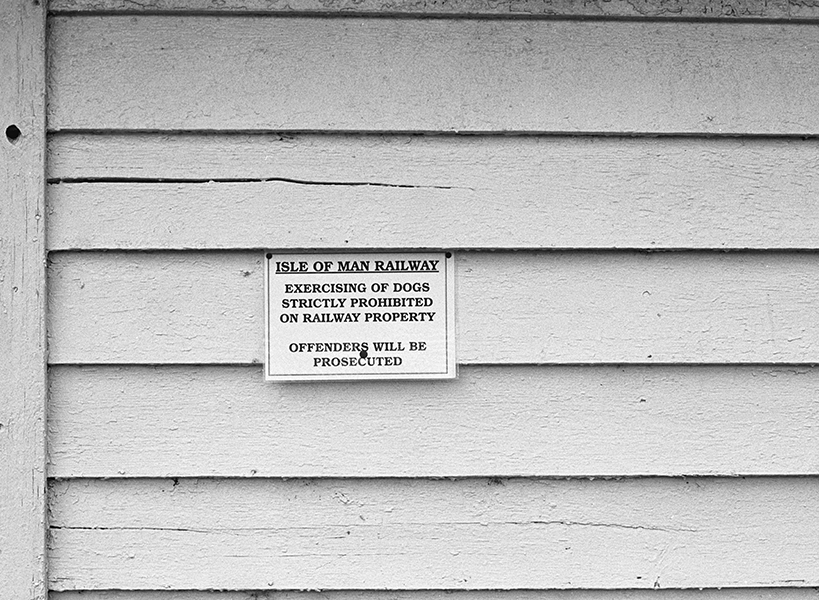 ISLE OF MAN RAILWAY
EXERCISING OF DOGS
STRICTLY PROHIBITED
ON RAILWAY PROPERTY
OFFENDERS WILL BE
PROSECUTED